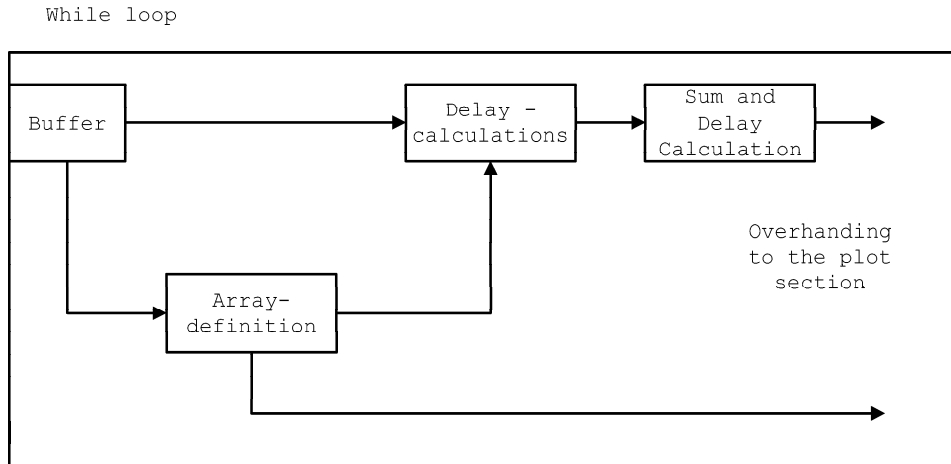 While loop
Buffer
Delay -
calculations
Sum and
Delay
Calculation
Overhanding
to the plot
section
Array-
definition